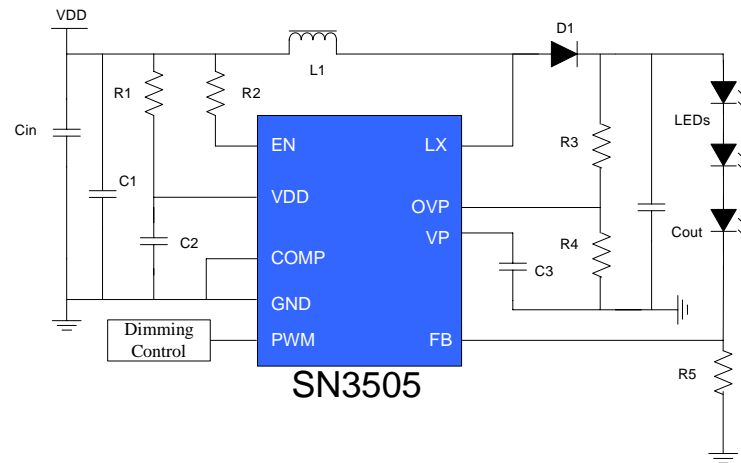 VDD
D1
L1
R1
R2
Cin
C1
C2
EN
VDD
COMP
GND
PWM
LX
OVP
VP
FB
R3
R4
C3
LEDs
Cout
R5
Dimming
Control
SN3505